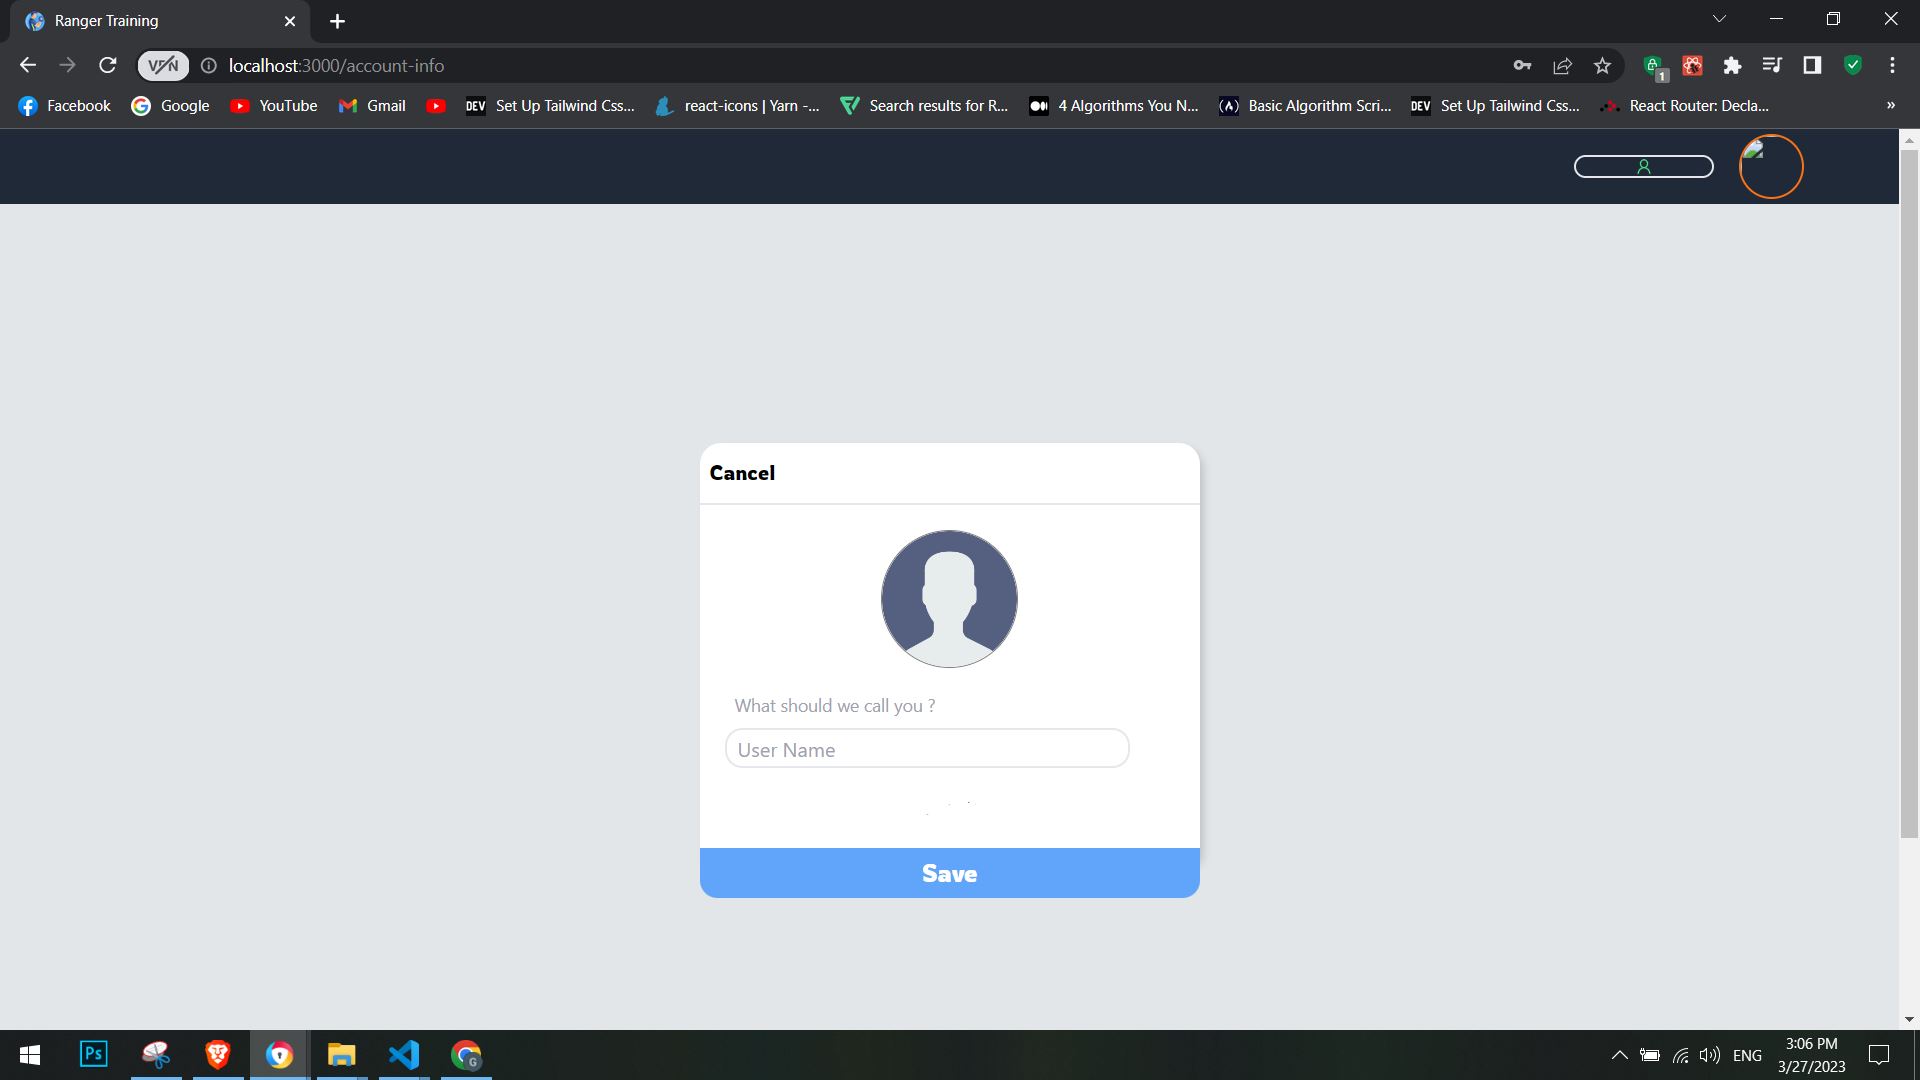 Ranger Training
VPN
localhost:3000/account-info
1
Facebook
Google
YouTube
Gmail
DEV Set Up Tailwind Css...
react-icons | Yarn -...
Search results for R...
4 Algorithms You N...
(Λ) Basic Algorithm Scri...
DEV Set Up Tailwind Css...
React Router: Decla...
»
Cancel
What should we call you ?
User Name
Save
Ps
G
ENG
3:06 PM
3/27/2023